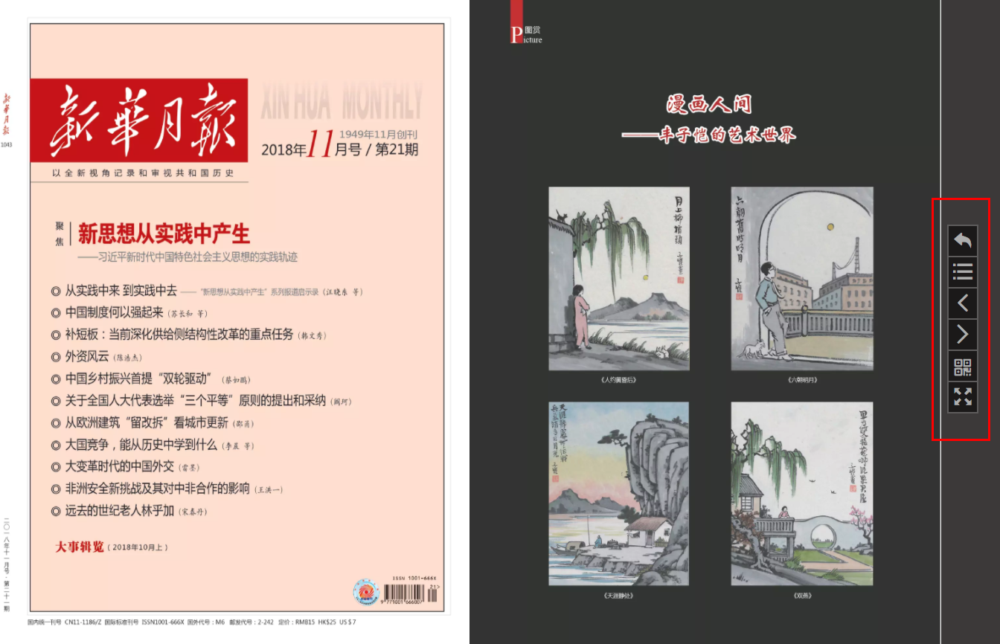 新華月報
1043
二〇一八年十一月号·第二十一期
新華月報
XIN HUA MONTHLY
1949年11月创刊
2018年11月号 / 第21期
以全新视角记录和审视共和国历史
聚焦
新思想从实践中产生
——习近平新时代中国特色社会主义思想的实践轨迹
◎ 从实践中来 到实践中去 ——“新思想从实践中产生”系列报道启示录（汪晓东 等）
◎ 中国制度何以强起来（苏长和 等）
◎ 补短板：当前深化供给侧结构性改革的重点任务（韩文秀）
◎ 外资风云（陈浩杰）
◎ 中国乡村振兴首提“双轮驱动”（蔡如鹏）
◎ 关于全国人大代表选举“三个平等”原则的提出和采纳（阚珂）
◎ 从欧洲建筑“留改拆”看城市更新（邵甬）
◎ 大国竞争，能从历史中学到什么（李晨 等）
◎ 大变革时代的中国外交（雷墨）
◎ 非洲安全新挑战及其对中非合作的影响（王洪一）
◎ 远去的世纪老人林乎加（宋春丹）
大事辑览（2018年10月上）
ISSN 1001-666X
21>
9 771001 666007
国内统一刊号 CN11-1186/Z 国际标准刊号 ISSN1001-666X 国外代号：M6 邮发代号：2-242 定价：RMB15 HK$25 US$7
图赏
Picture
漫画人间
——丰子恺的艺术世界
月上柳梢头
六朝旧时明月
《人约黄昏后》
《六朝明月》
《天涯静处》
《双燕》